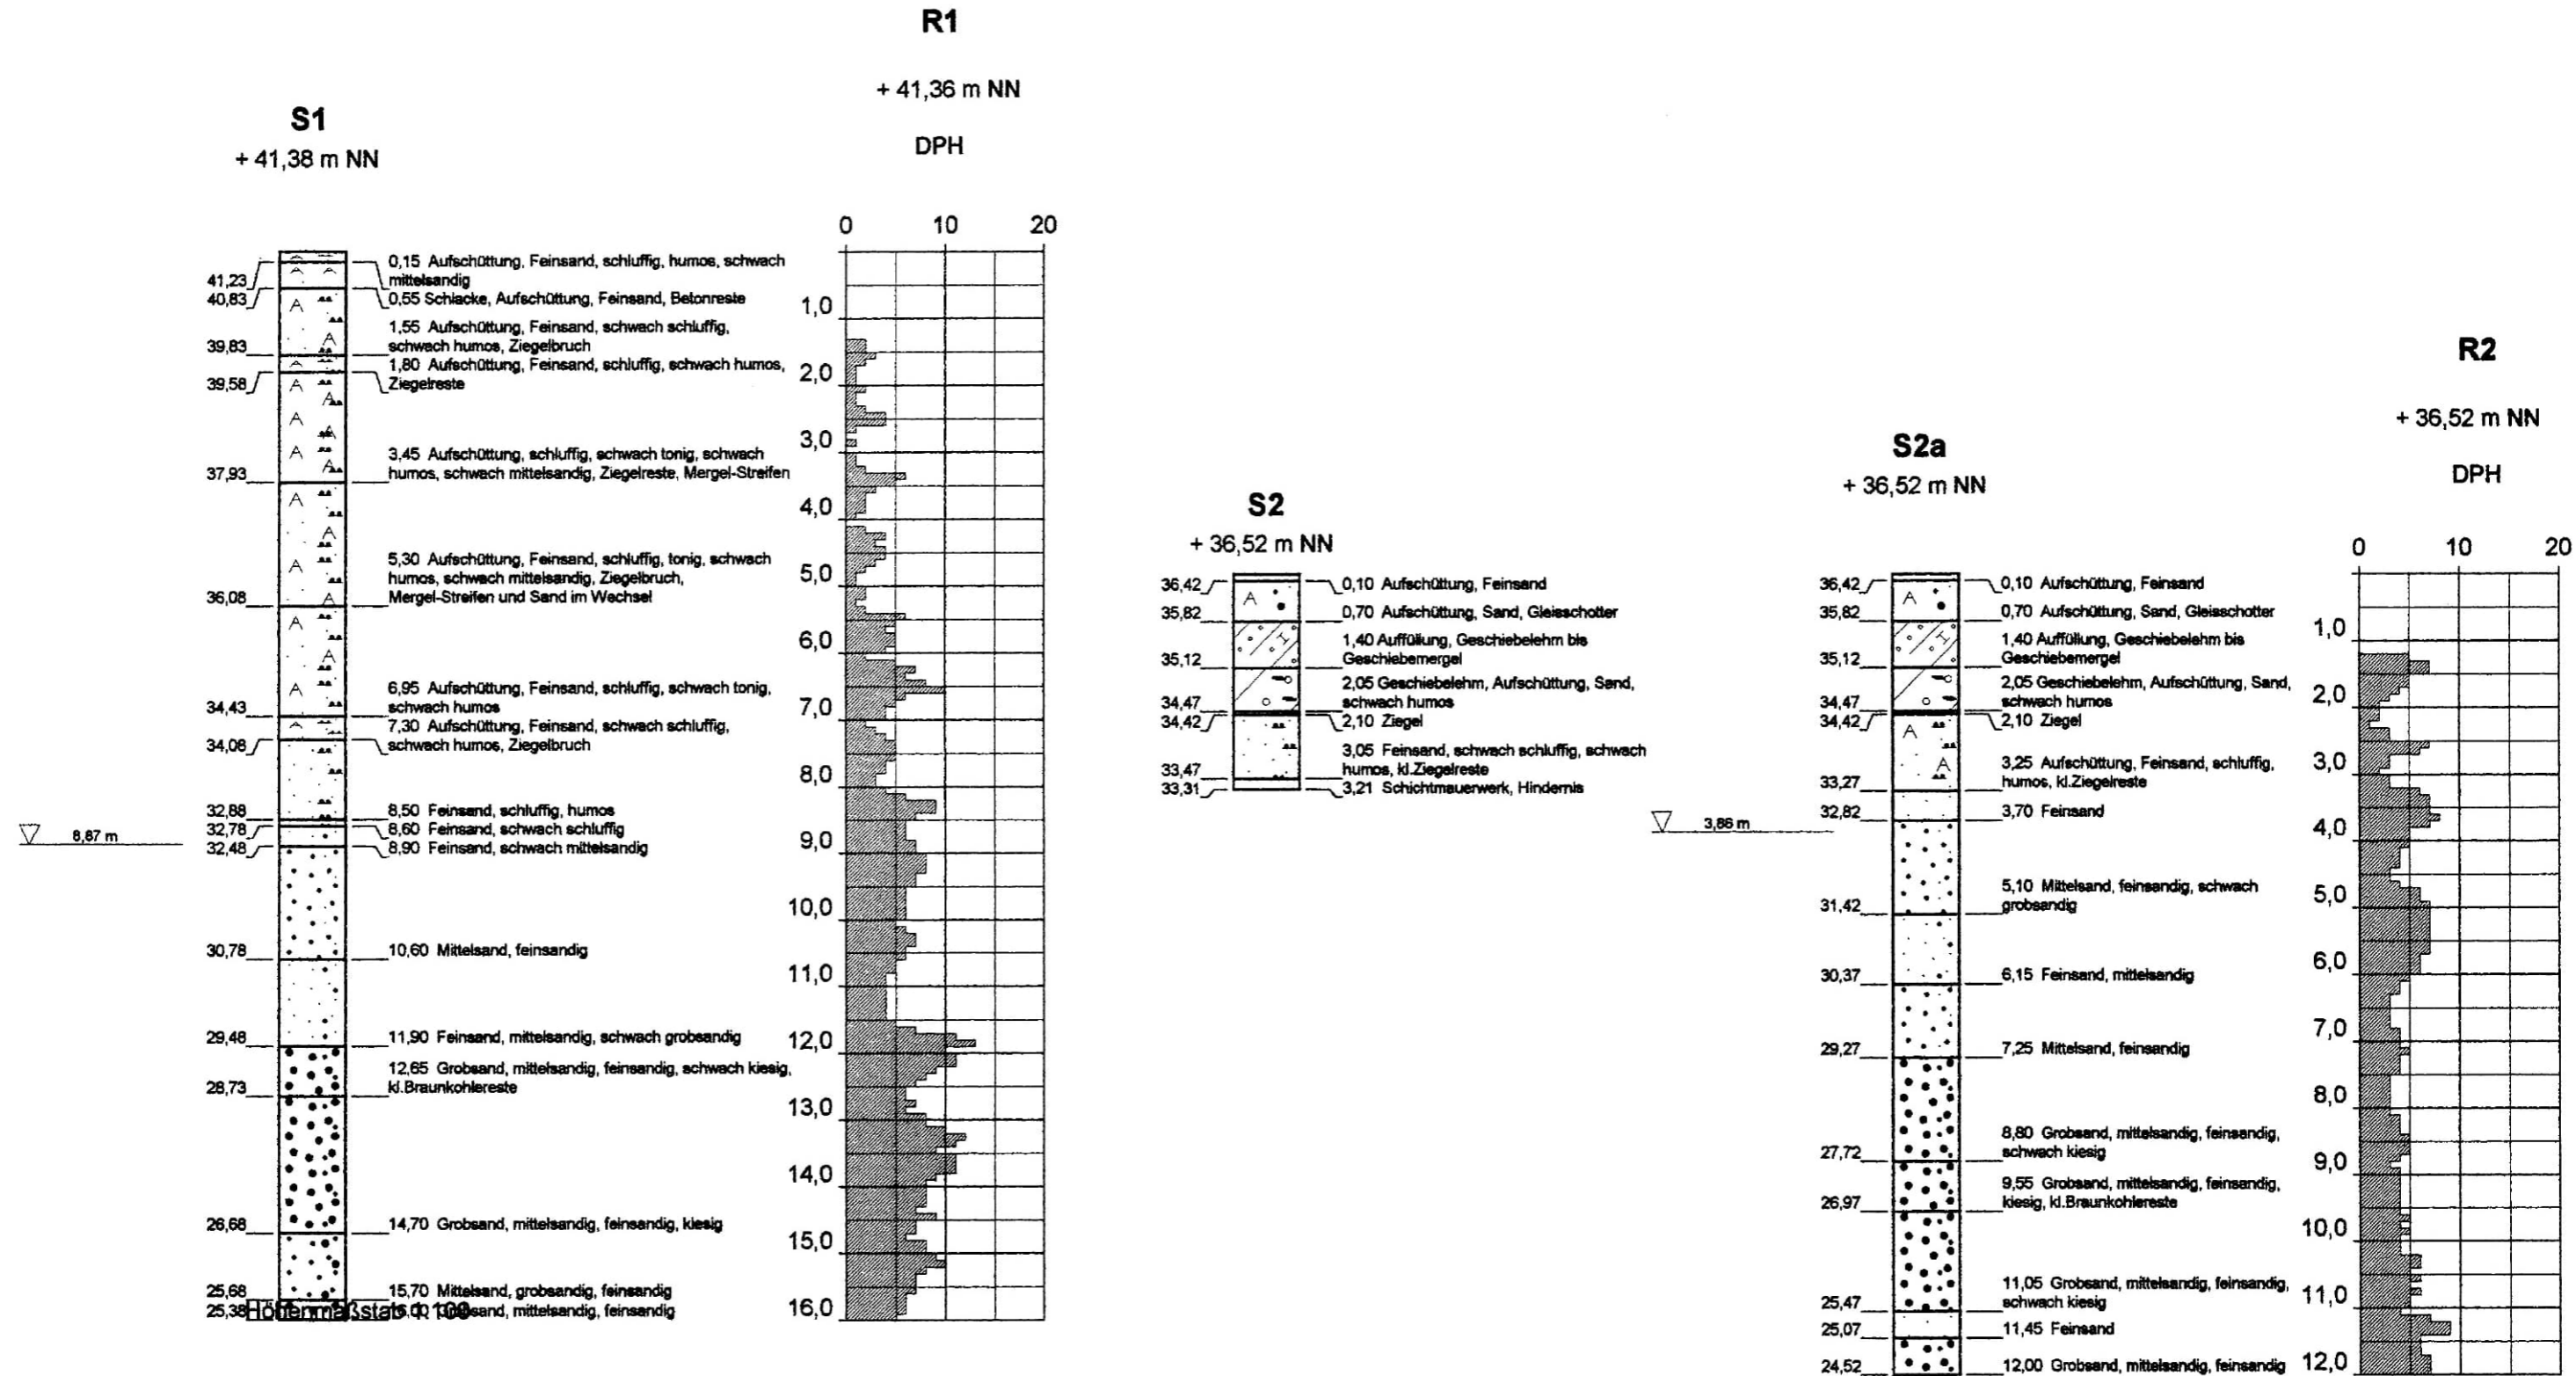 R1
+ 41,36 m NN
DPH
S1
+ 41,38 m NN
0 10 20
41,23
40,83
39,83
39,58
37,93
36,08
34,43
34,08
32,88
32,78
32,48
30,78
29,48
28,73
26,68
25,68
25,38
8,87 m
0,15 Aufschüttung, Feinsand, schluffig, humos, schwach
mittelsandig
0,55 Schlacke, Aufschüttung, Feinsand, Betonreste
1,55 Aufschüttung, Feinsand, schwach schluffig,
schwach humos, Ziegelbruch
1,80 Aufschüttung, Feinsand, schluffig, schwach humos,
Ziegelreste
3,45 Aufschüttung, schluffig, schwach tonig, schwach
humos, schwach mittelsandig, Ziegelreste, Mergel-Streifen
5,30 Aufschüttung, Feinsand, schluffig, tonig, schwach
humos, schwach mittelsandig, Ziegelbruch,
Mergel-Streifen und Sand im Wechsel
6,95 Aufschüttung, Feinsand, schluffig, schwach tonig,
schwach humos
7,30 Aufschüttung, Feinsand, schwach schluffig,
schwach humos, Ziegelbruch
8,50 Feinsand, schluffig, humos
8,60 Feinsand, schwach schluffig
8,90 Feinsand, schwach mittelsandig
10,60 Mittelsand, feinsandig
11,90 Feinsand, mittelsandig, schwach grobsandig
12,65 Grobsand, mittelsandig, feinsandig, schwach kiesig,
kl.Braunkohlereste
14,70 Grobsand, mittelsandig, feinsandig, kiesig
15,70 Mittelsand, grobsandig, feinsandig
16,00 Grobsand, mittelsandig, feinsandig
Höhenmaßstab 1:100
1,0
2,0
3,0
4,0
5,0
6,0
7,0
8,0
9,0
10,0
11,0
12,0
13,0
14,0
15,0
16,0
S2
+ 36,52 m NN
36,42
35,82
35,12
34,47
34,42
33,47
33,31
0,10 Aufschüttung, Feinsand
0,70 Aufschüttung, Sand, Gleisschotter
1,40 Auffüllung, Geschiebelehm bis
Geschiebemergel
2,05 Geschiebelehm, Aufschüttung, Sand,
schwach humos
2,10 Ziegel
3,05 Feinsand, schwach schluffig, schwach
humos, kl.Ziegelreste
3,21 Schichtmauerwerk, Hindernis
S2a
+ 36,52 m NN
36,42
35,82
35,12
34,47
34,42
33,27
32,82
31,42
30,37
29,27
27,72
26,97
25,47
25,07
24,52
3,86 m
0,10 Aufschüttung, Feinsand
0,70 Aufschüttung, Sand, Gleisschotter
1,40 Auffüllung, Geschiebelehm bis
Geschiebemergel
2,05 Geschiebelehm, Aufschüttung, Sand,
schwach humos
2,10 Ziegel
3,25 Aufschüttung, Feinsand, schluffig,
humos, kl.Ziegelreste
3,70 Feinsand
5,10 Mittelsand, feinsandig, schwach
grobsandig
6,15 Feinsand, mittelsandig
7,25 Mittelsand, feinsandig
8,80 Grobsand, mittelsandig, feinsandig,
schwach kiesig
9,55 Grobsand, mittelsandig, feinsandig,
kiesig, kl.Braunkohlereste
11,05 Grobsand, mittelsandig, feinsandig,
schwach kiesig
11,45 Feinsand
12,00 Grobsand, mittelsandig, feinsandig
R2
+ 36,52 m NN
DPH
0 10 20
1,0
2,0
3,0
4,0
5,0
6,0
7,0
8,0
9,0
10,0
11,0
12,0